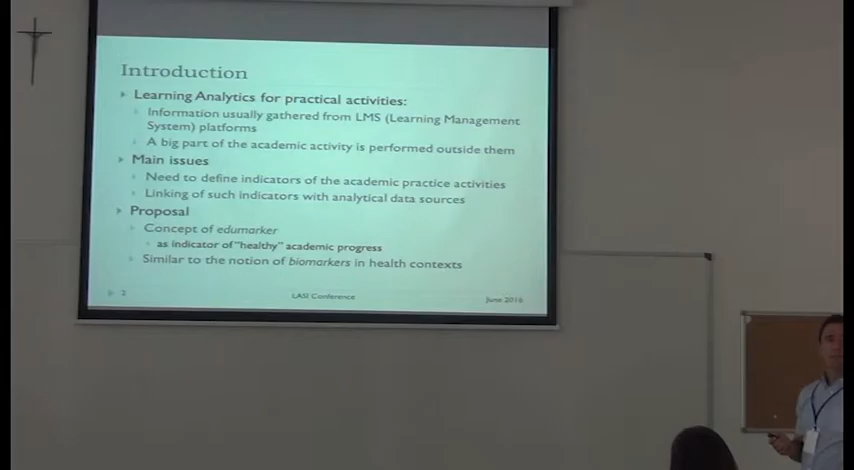 Introduction
Learning Analytics for practical activities:
Information usually gathered from LMS (Learning Management
System) platforms
A big part of the academic activity is performed outside them
Main issues
Need to define indicators of the academic practice activities
Linking of such indicators with analytical data sources
Proposal
Concept of edumarker
as indicator of "healthy" academic progress
Similar to the notion of biomarkers in health contexts
2
LASI Conference
June 2016